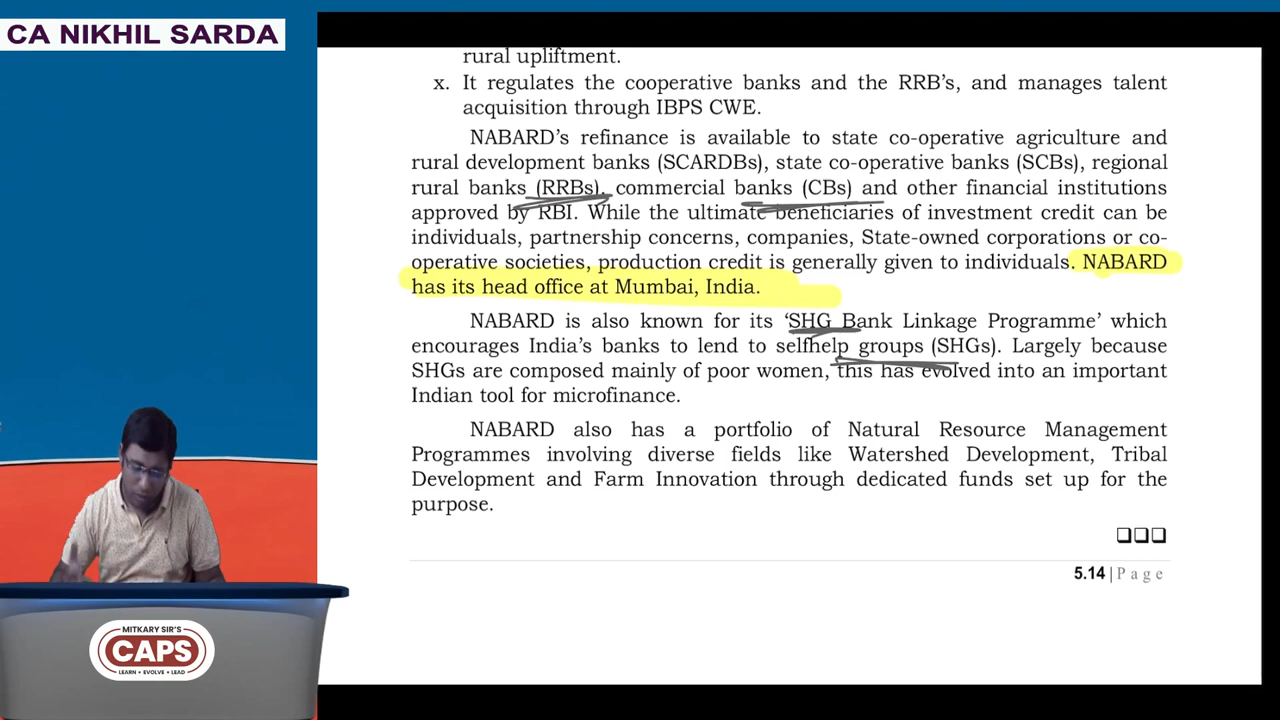 CA NIKHIL SARDA
rural upliftment.
x. It regulates the cooperative banks and the RRB's, and manages talent
acquisition through IBPS CWE.
NABARD's refinance is available to state co-operative agriculture and
rural development banks (SCARDBs), state co-operative banks (SCBs), regional
rural banks (RRBs), commercial banks (CBs) and other financial institutions
approved by RBI. While the ultimate beneficiaries of investment credit can be
individuals, partnership concerns, companies, State-owned corporations or co-
operative societies, production credit is generally given to individuals. NABARD
has its head office at Mumbai, India.
NABARD is also known for its ‘SHG Bank Linkage Programme’ which
encourages India's banks to lend to selfhelp groups (SHGs). Largely because
SHGs are composed mainly of poor women, this has evolved into an important
Indian tool for microfinance.
NABARD also has a portfolio of Natural Resource Management
Programmes involving diverse fields like Watershed Development, Tribal
Development and Farm Innovation through dedicated funds set up for the
purpose.
5.14 | Page
MITKARY SIR'S
CAPS
LEARN • EVOLVE • LEAD